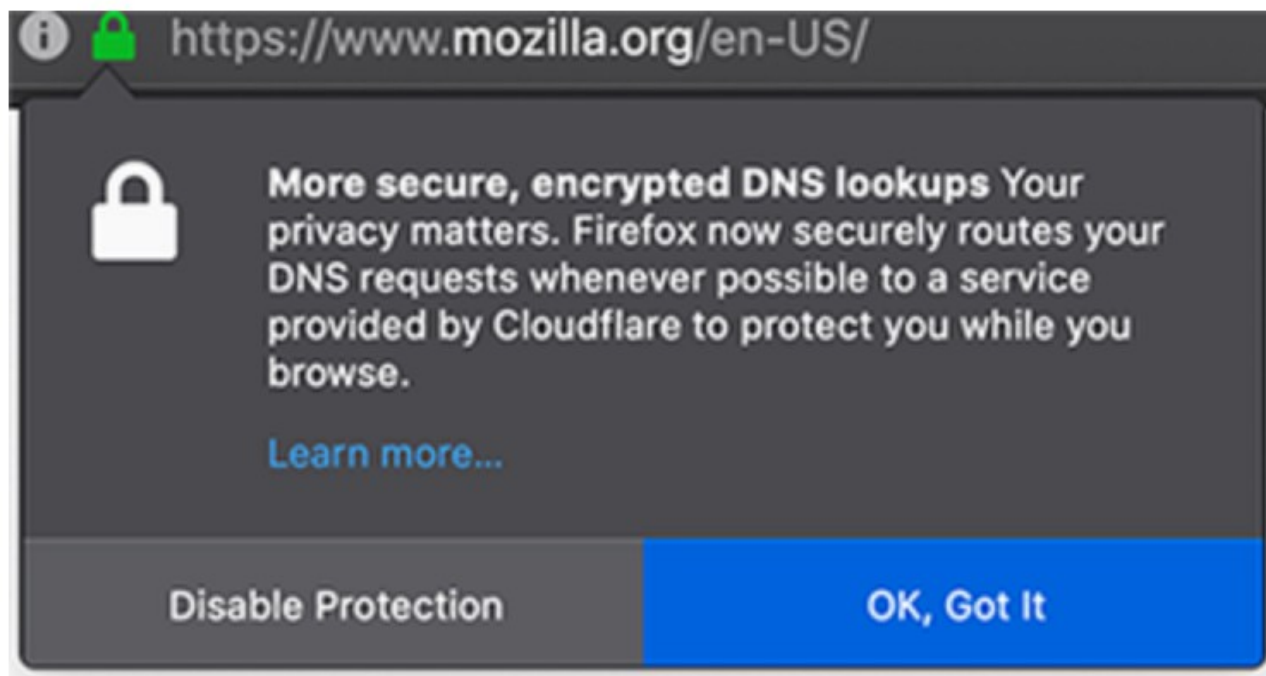 https://www.mozilla.org/en-US/
More secure, encrypted DNS lookups Your
privacy matters. Firefox now securely routes your
DNS requests whenever possible to a service
provided by Cloudflare to protect you while you
browse.
Learn more...
Disable Protection
OK, Got It